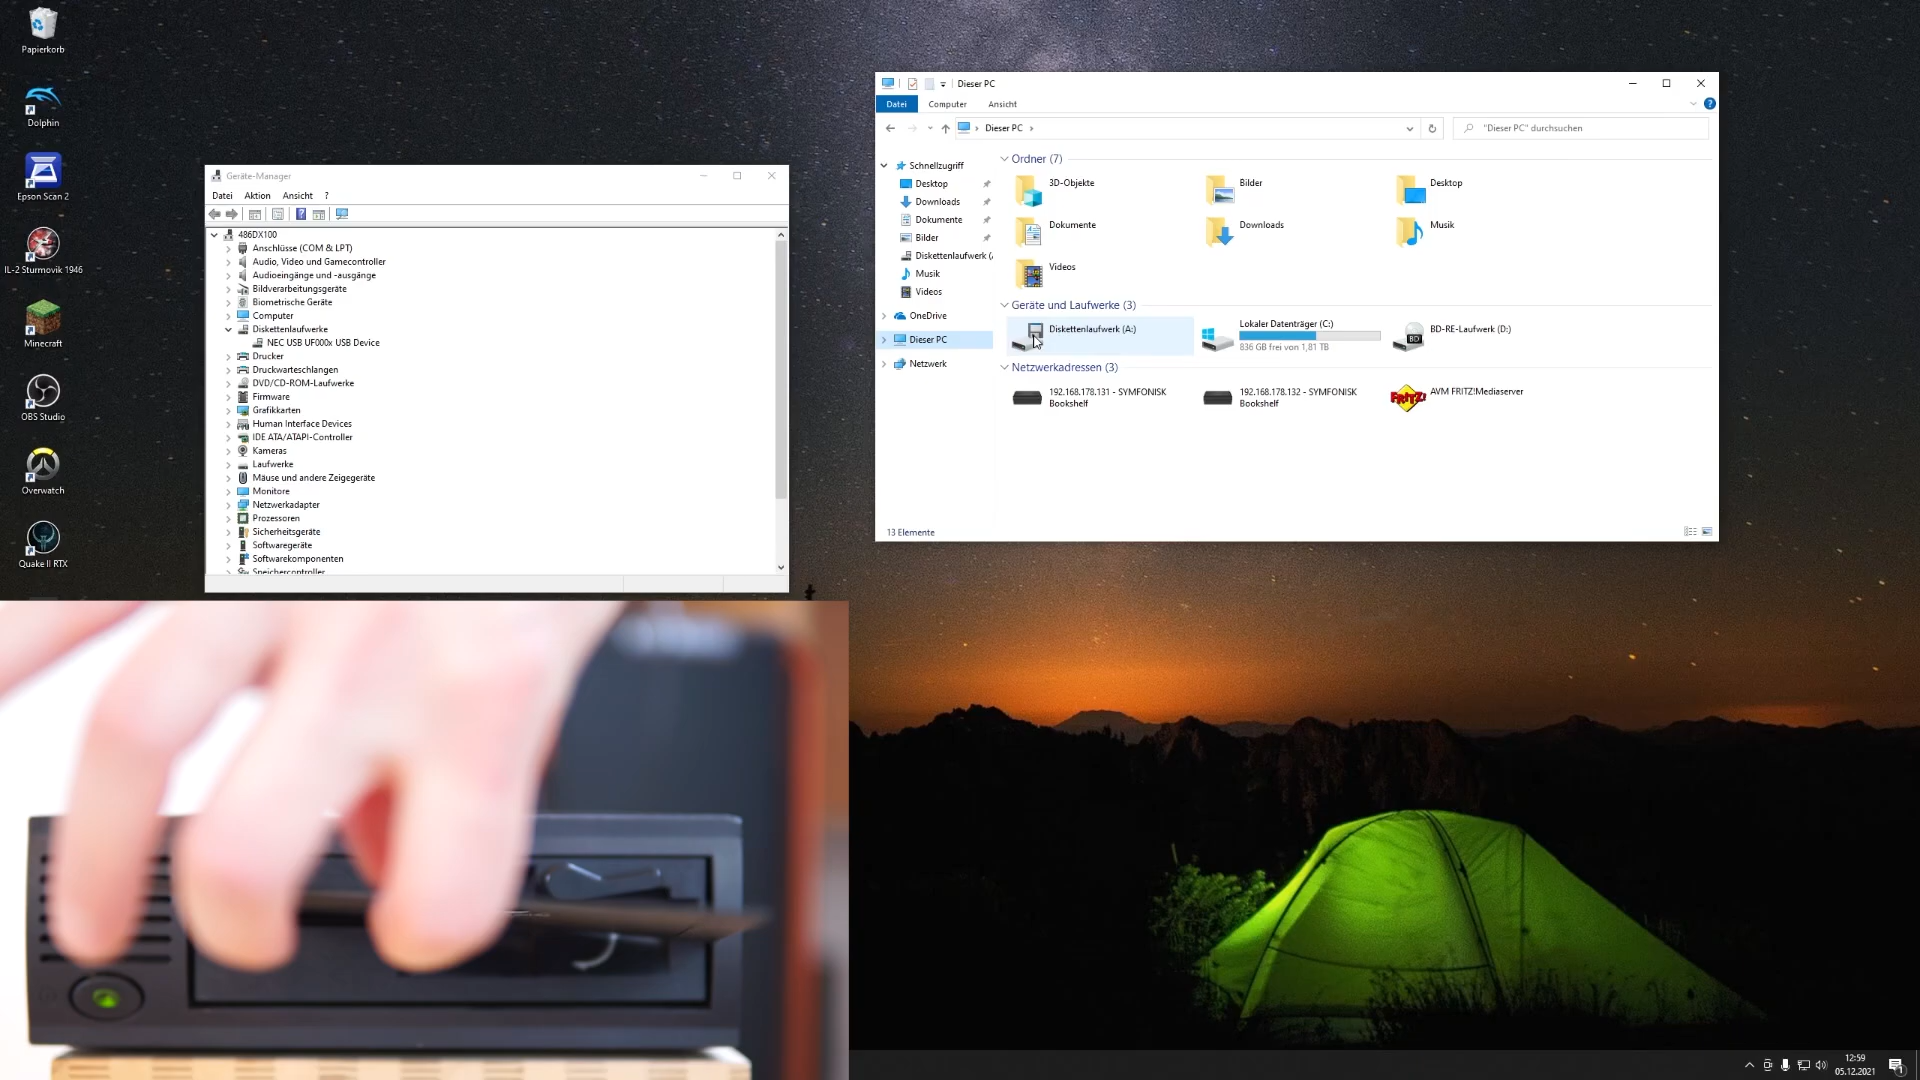 Papierkorb
Dolphin
Epson Scan 2
IL-2 Sturmovik 1946
Minecraft
OBS Studio
Overwatch
Quake II RTX
Geräte-Manager
Datei Aktion Ansicht ?
486DX100
Anschlüsse (COM & LPT)
Audio, Video und Gamecontroller
Audioeingänge und -ausgänge
Bildverarbeitungsgeräte
Biometrische Geräte
Computer
Diskettenlaufwerke
NEC USB UF000x USB Device
Drucker
Druckwarteschlangen
DVD/CD-ROM-Laufwerke
Firmware
Grafikkarten
Human Interface Devices
IDE ATA/ATAPI-Controller
Kameras
Laufwerke
Mäuse und andere Zeigegeräte
Monitore
Netzwerkadapter
Prozessoren
Sicherheitsgeräte
Softwaregeräte
Softwarekomponenten
Speichercontroller
Dieser PC
Datei Computer Ansicht
Dieser PC
"Dieser PC" durchsuchen
Schnellzugriff
Desktop
Downloads
Dokumente
Bilder
Diskettenlaufwerk (
Musik
Videos
OneDrive
Dieser PC
Netzwerk
Ordner (7)
3D-Objekte Bilder Desktop
Dokumente Downloads Musik
Videos
Geräte und Laufwerke (3)
Diskettenlaufwerk (A:)
Lokaler Datenträger (C:)
836 GB frei von 1,81 TB
BD
BD-RE-Laufwerk (D:)
Netzwerkadressen (3)
192.168.178.131 - SYMFONISK
Bookshelf
192.168.178.132 - SYMFONISK
Bookshelf
FRITZ!
AVM FRITZ!Mediaserver
13 Elemente
12:59
05.12.2021
1